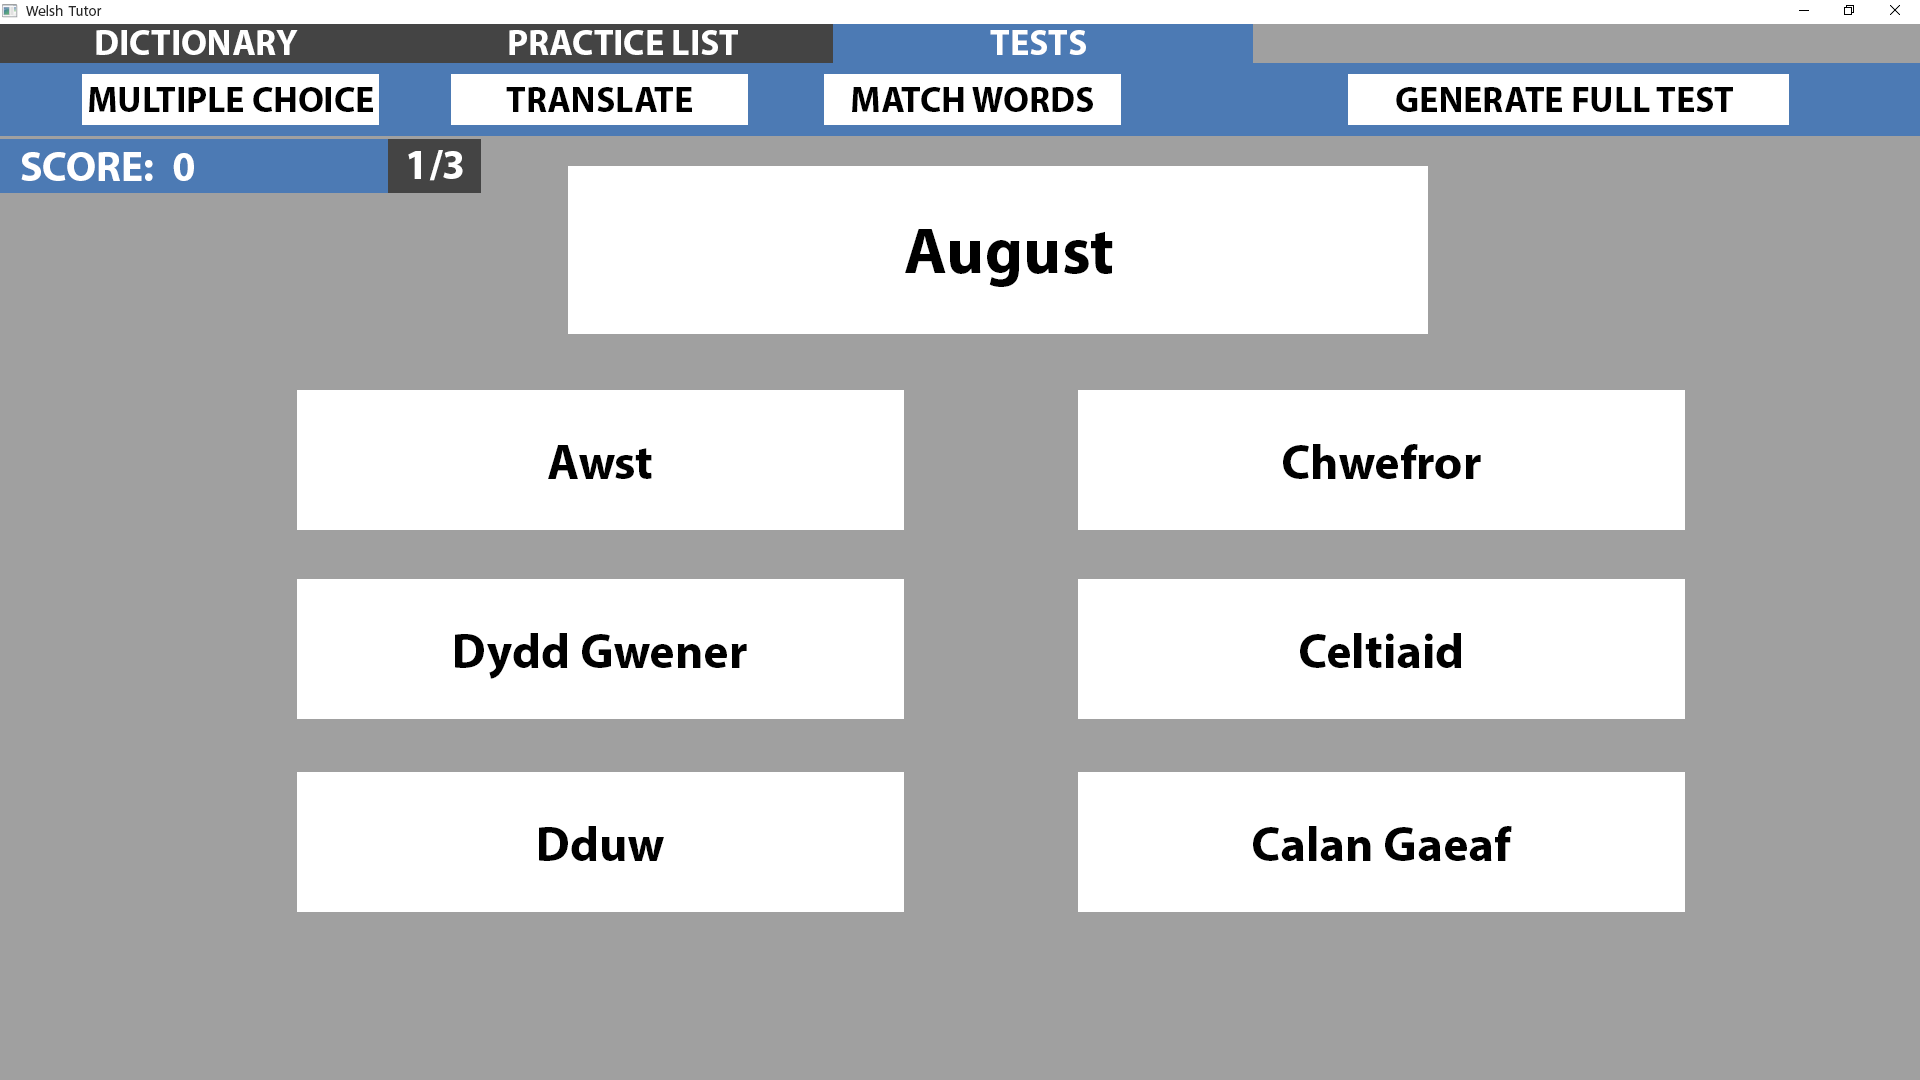 Welsh Tutor
DICTIONARY PRACTICE LIST TESTS
MULTIPLE CHOICE TRANSLATE MATCH WORDS GENERATE FULL TEST
SCORE: 0 1/3
August
Awst Chwefror
Dydd Gwener Celtiaid
Dduw Calan Gaeaf